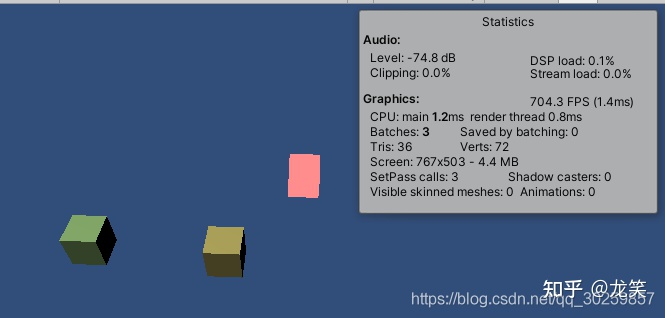 Statistics
Audio:
Level: -74.8 dB DSP load: 0.1%
Clipping: 0.0% Stream load: 0.0%
Graphics: 704.3 FPS (1.4ms)
CPU: main 1.2ms render thread 0.8ms
Batches: 3 Saved by batching: 0
Tris: 36 Verts: 72
Screen: 767x503 - 4.4 MB
SetPass calls: 3 Shadow casters: 0
Visible skinned meshes: 0 Animations: 0
知乎 @龙笑
https://blog.csdn.net/qq_30259857